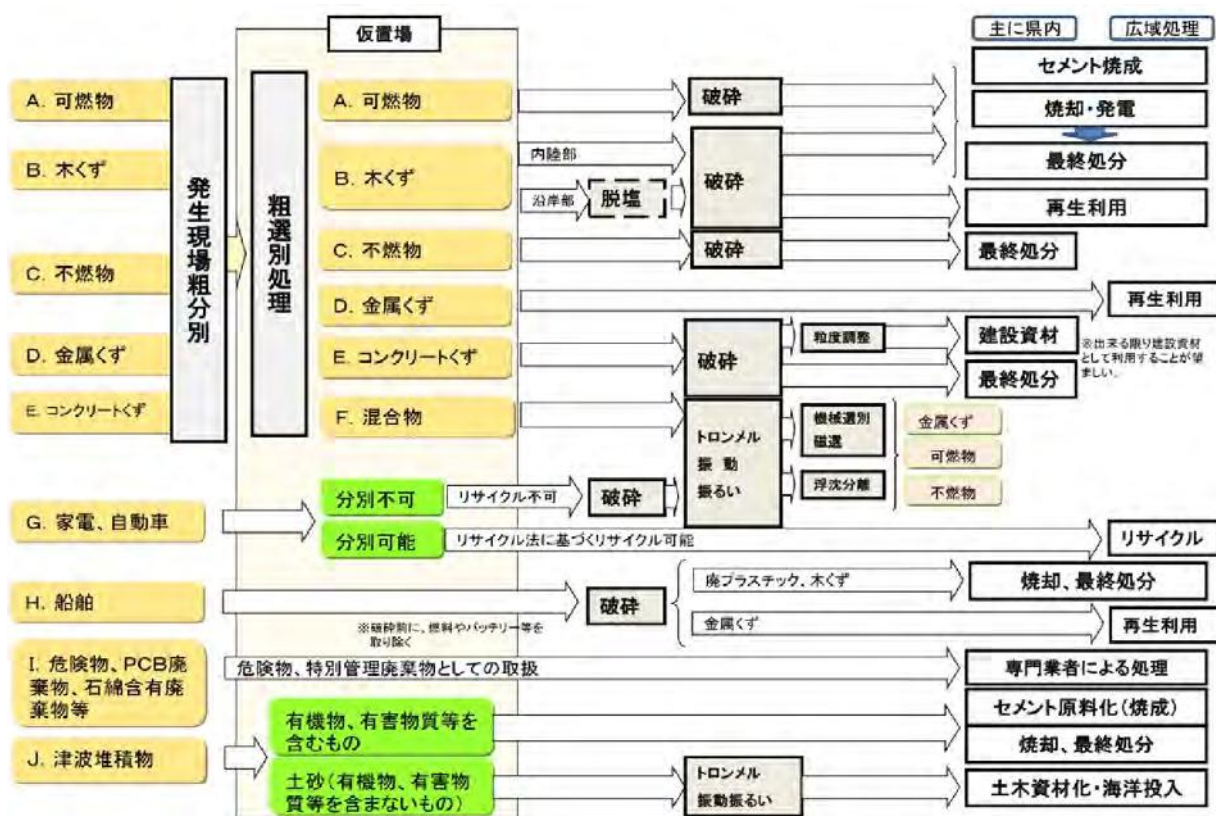 仮置場
主に県内
広域処理
A. 可燃物
B. 木くず
C. 不燃物
D. 金属くず
E. コンクリートくず
発生現場粗分別
粗選別処理
A. 可燃物
破砕
セメント焼成
焼却・発電
最終処分
B. 木くず
内陸部
沿岸部
脱塩
破砕
再生利用
C. 不燃物
破砕
最終処分
D. 金属くず
再生利用
E. コンクリートくず
破砕
粒度調整
建設資材
※出来る限り建設資材
として利用することが望
ましい。
最終処分
F. 混合物
トロンメル
振動
振るい
機械選別
磁選
浮沈分離
金属くず
可燃物
不燃物
G. 家電、自動車
分別不可
リサイクル不可
破砕
分別可能
リサイクル法に基づくリサイクル可能
リサイクル
H. 船舶
※破砕前に、燃料やバッテリー等を
取り除く
破砕
廃プラスチック、木くず
焼却、最終処分
金属くず
再生利用
I. 危険物、PCB廃
棄物、石綿含有廃
棄物等
危険物、特別管理廃棄物としての取扱
専門業者による処理
J. 津波堆積物
有機物、有害物質等を
含むもの
セメント原料化(焼成)
焼却、最終処分
土砂(有機物、有害物
質等を含まないもの)
トロンメル
振動振るい
土木資材化・海洋投入